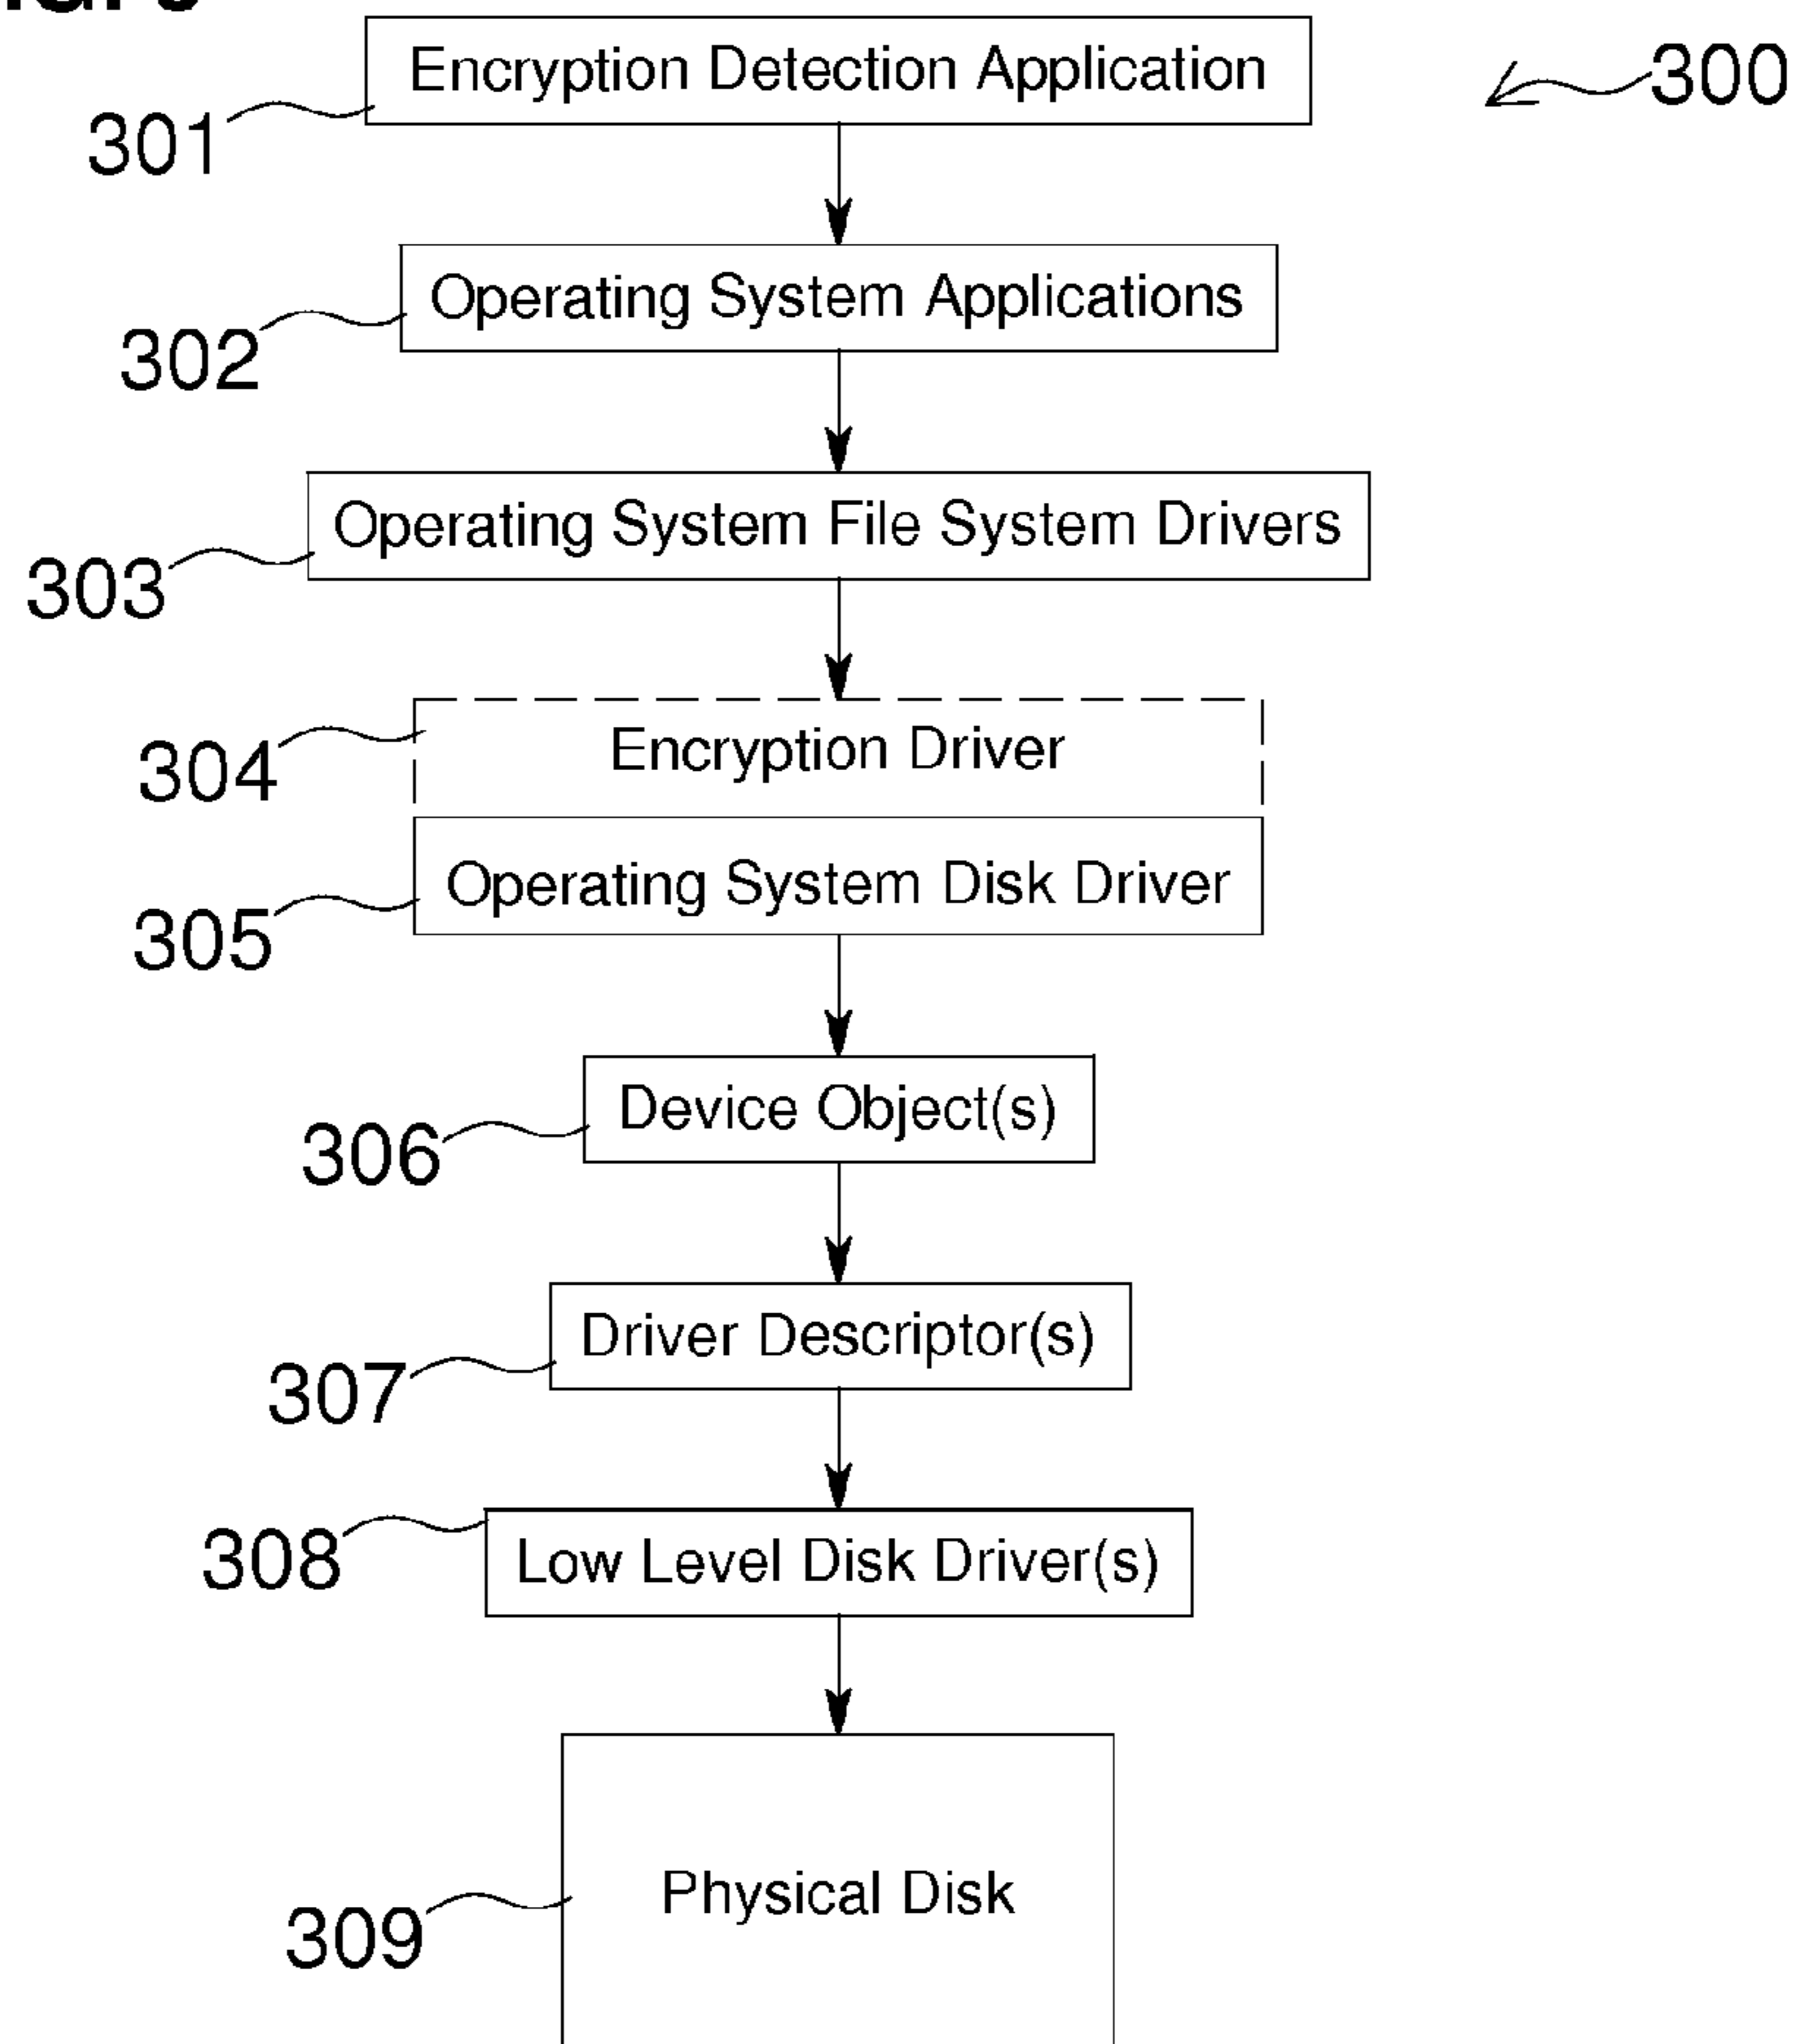 Encryption Detection Application
300
301
Operating System Applications
302
Operating System File System Drivers
303
Encryption Driver
304
Operating System Disk Driver
305
Device Object(s)
306
Driver Descriptor(s)
307
Low Level Disk Driver(s)
308
Physical Disk
309